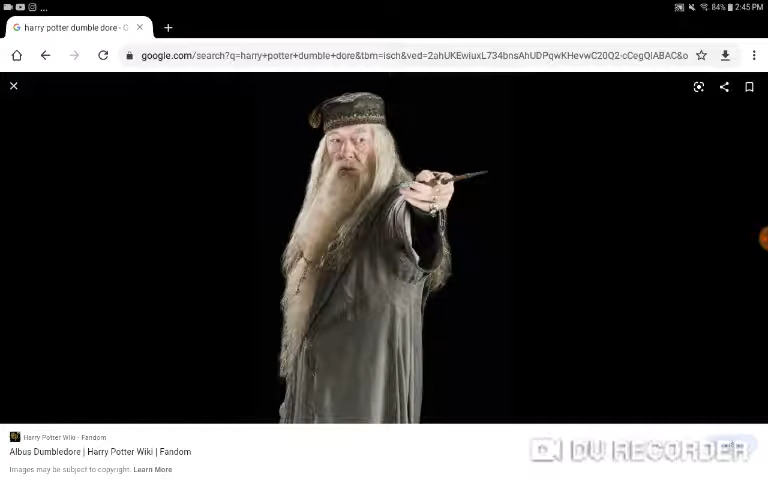 ... 84% 2:45 PM
harry potter dumble dore - G
google.com/search?q=harry+potter+dumble+dore&tbm=isch&ved=2ahUKEwiuxL734bnsAhUDPqwKHevwC20Q2-cCegQIABAC&o
Harry Potter Wiki - Fandom
Albus Dumbledore | Harry Potter Wiki | Fandom
Images may be subject to copyright. Learn More
DU RECORDER